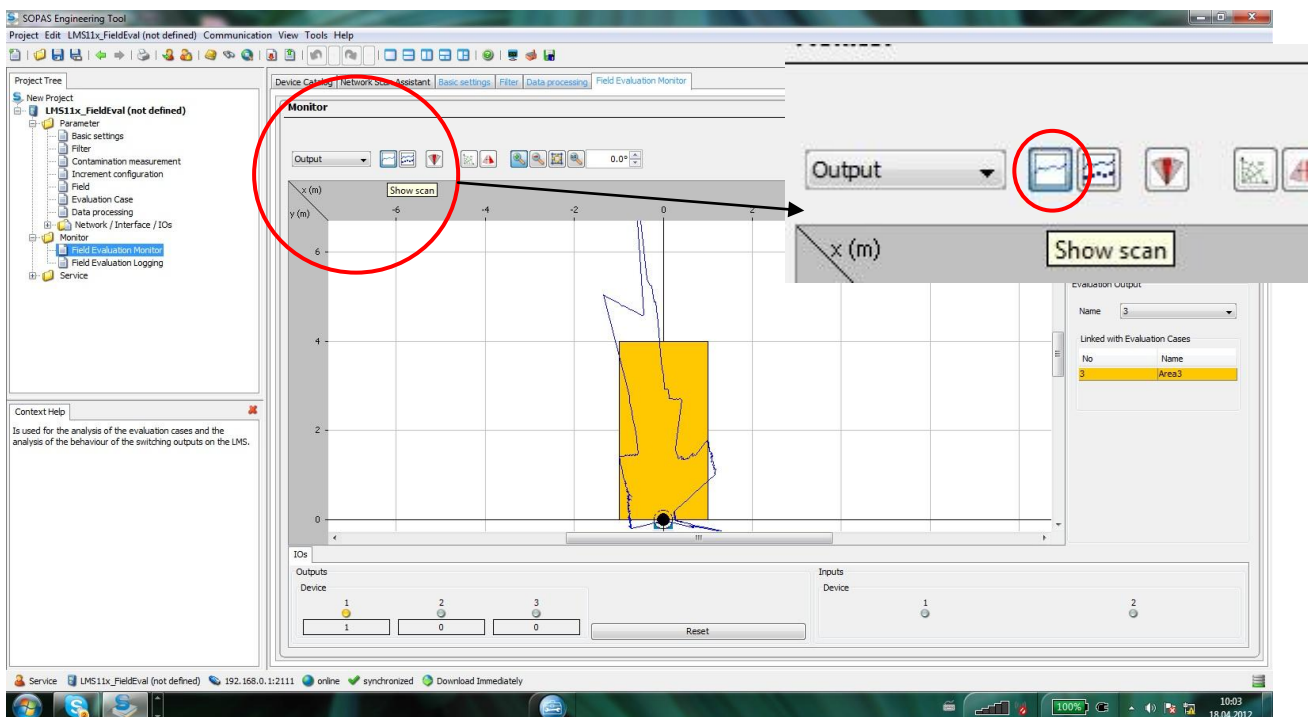 SOPAS Engineering Tool
Project Edit LMS11x_FieldEval (not defined) Communication View Tools Help
Project Tree
New Project
LMS11x_FieldEval (not defined)
Parameter
Basic settings
Filter
Contamination measurement
Increment configuration
Field
Evaluation Case
Data processing
Network / Interface / IOs
Monitor
Field Evaluation Monitor
Field Evaluation Logging
Service
Context Help
Is used for the analysis of the evaluation cases and the
analysis of the behaviour of the switching outputs on the LMS.
Device Catalog Network Scan Assistant Basic settings Filter Data processing Field Evaluation Monitor
Monitor
Output 0.0°
Show scan
x (m)
y (m)
-6 -4 -2 0 2
6
4
2
0
Output
x (m)
Show scan
Evaluation Output
Name 3
Linked with Evaluation Cases
No Name
3 Area3
IOs
Outputs
Device
1 2 3
1 0 0
Reset
Inputs
Device
1 2
Service LMS11x_FieldEval (not defined) 192.168.0.1:2111 online synchronized Download Immediately
100%
10:03
18.04.2012